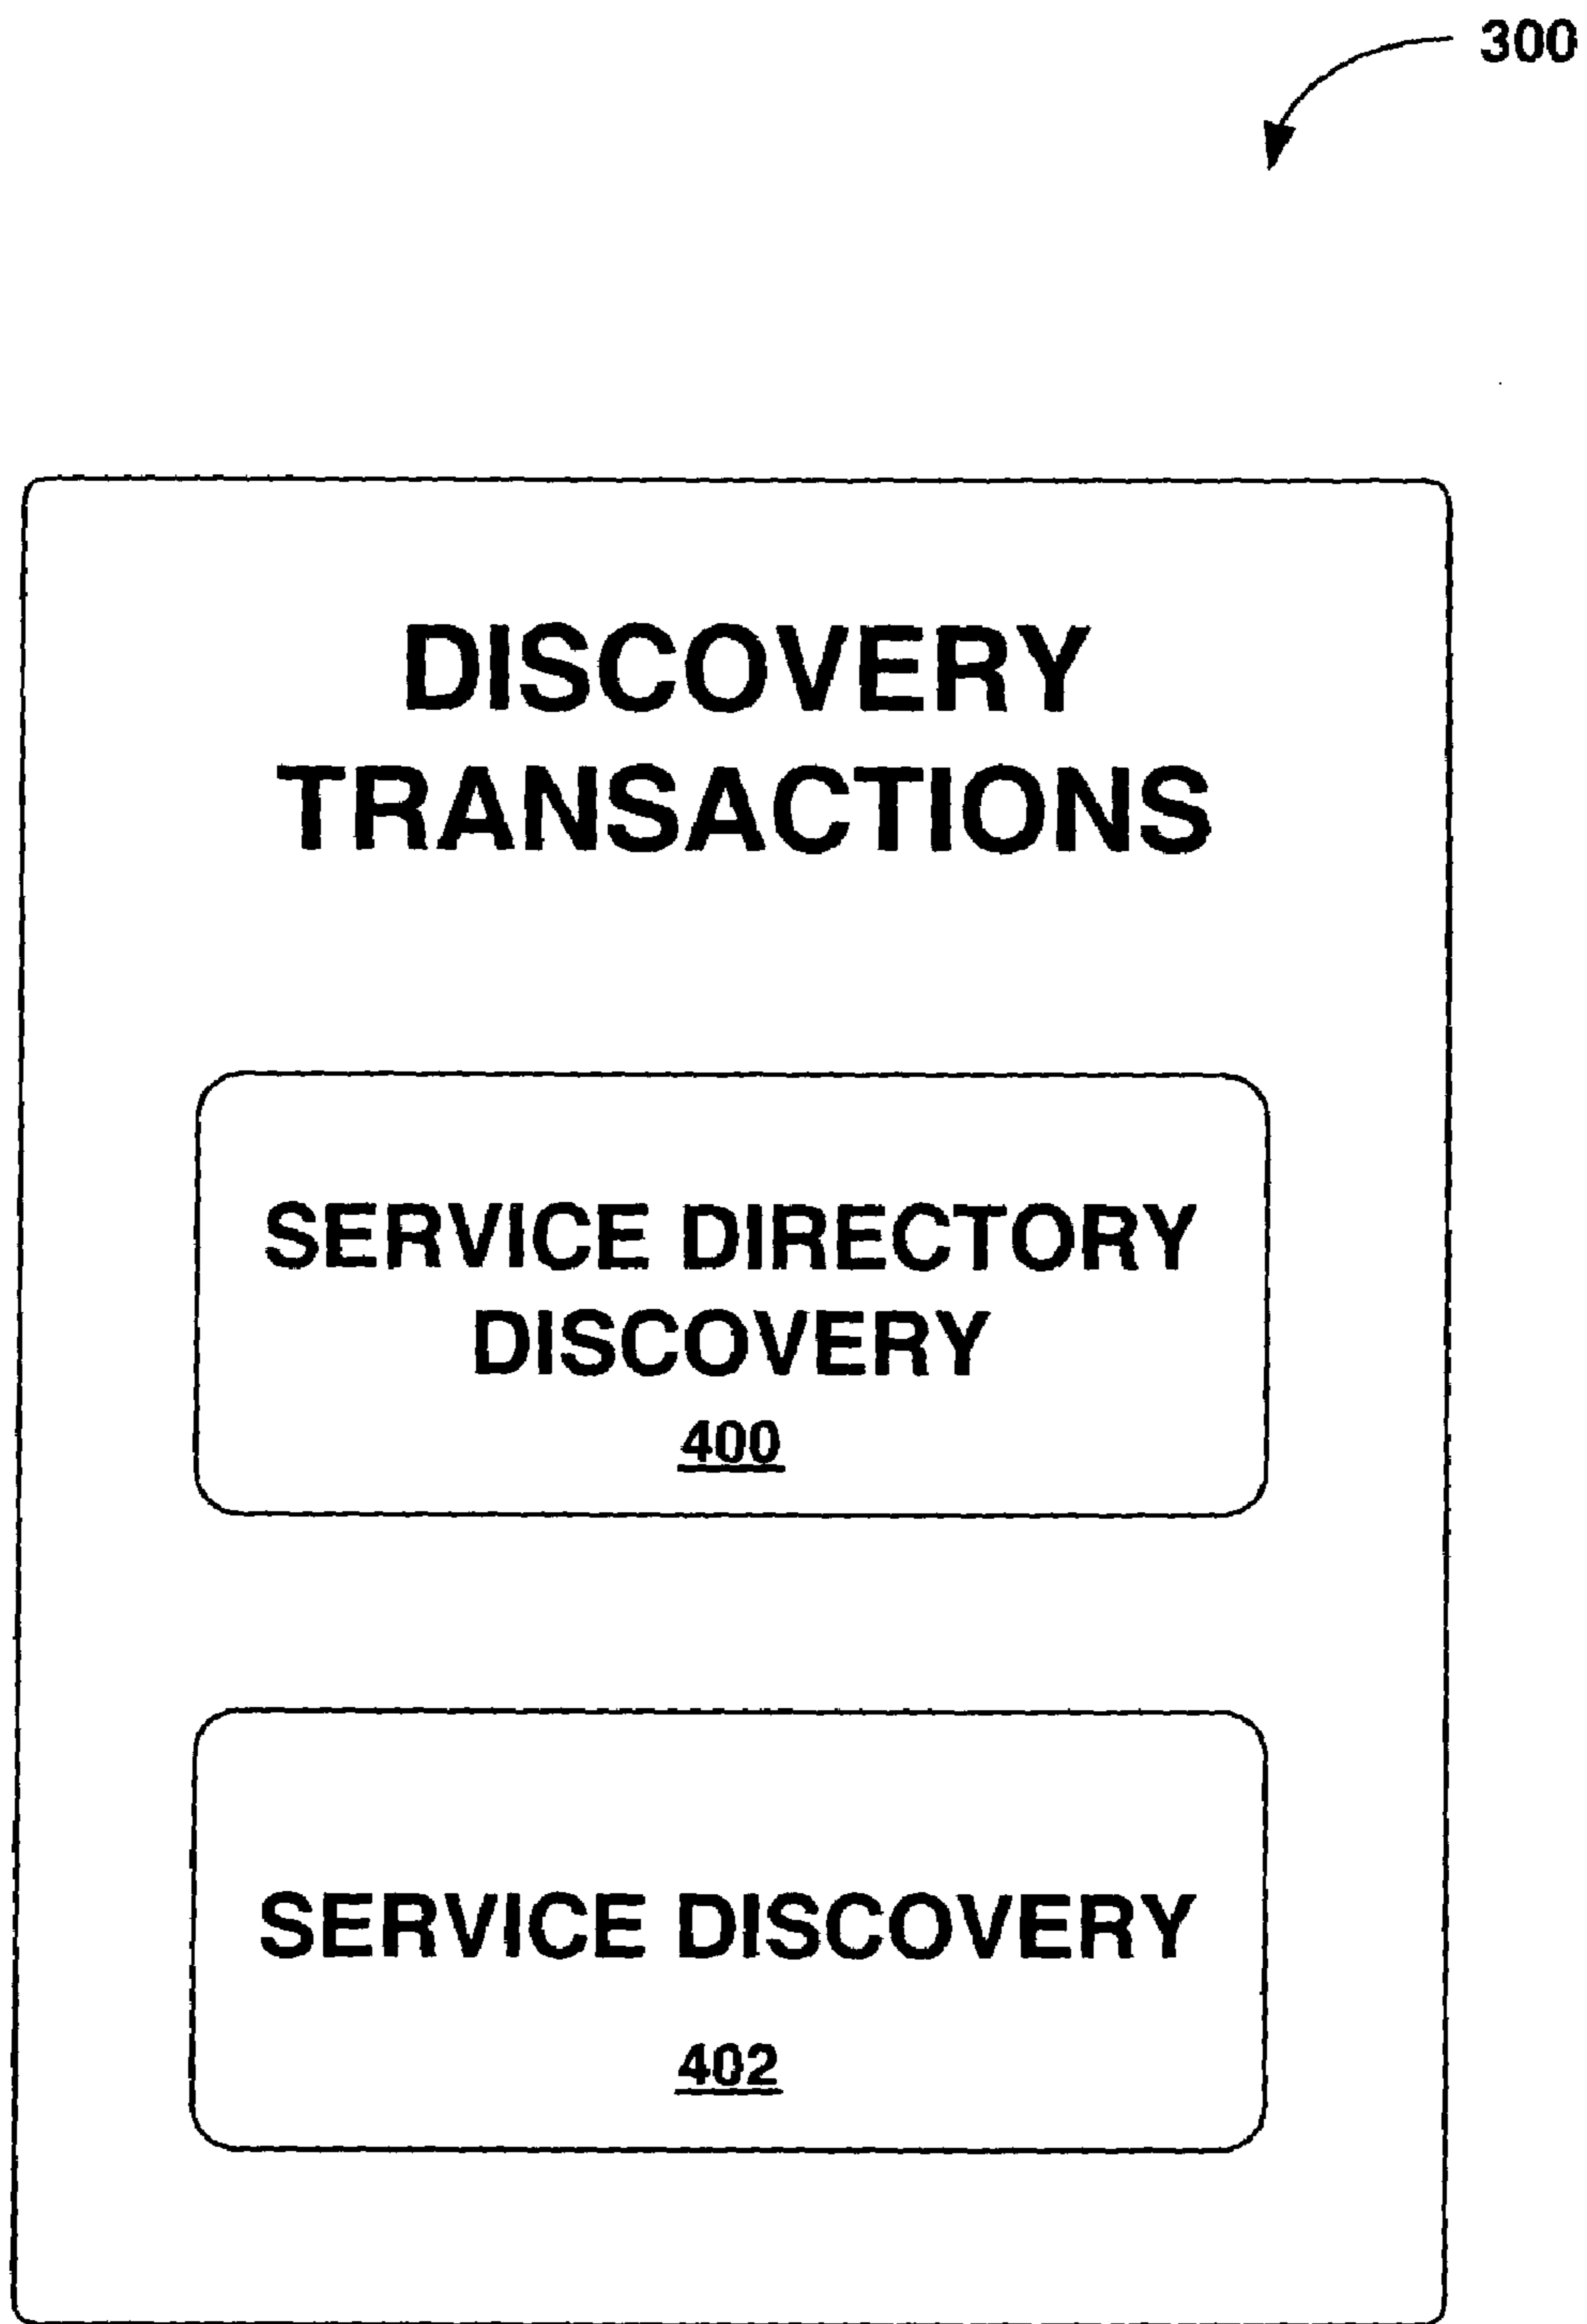 300
DISCOVERY
TRANSACTIONS
SERVICE DIRECTORY
DISCOVERY
400
SERVICE DISCOVERY
402